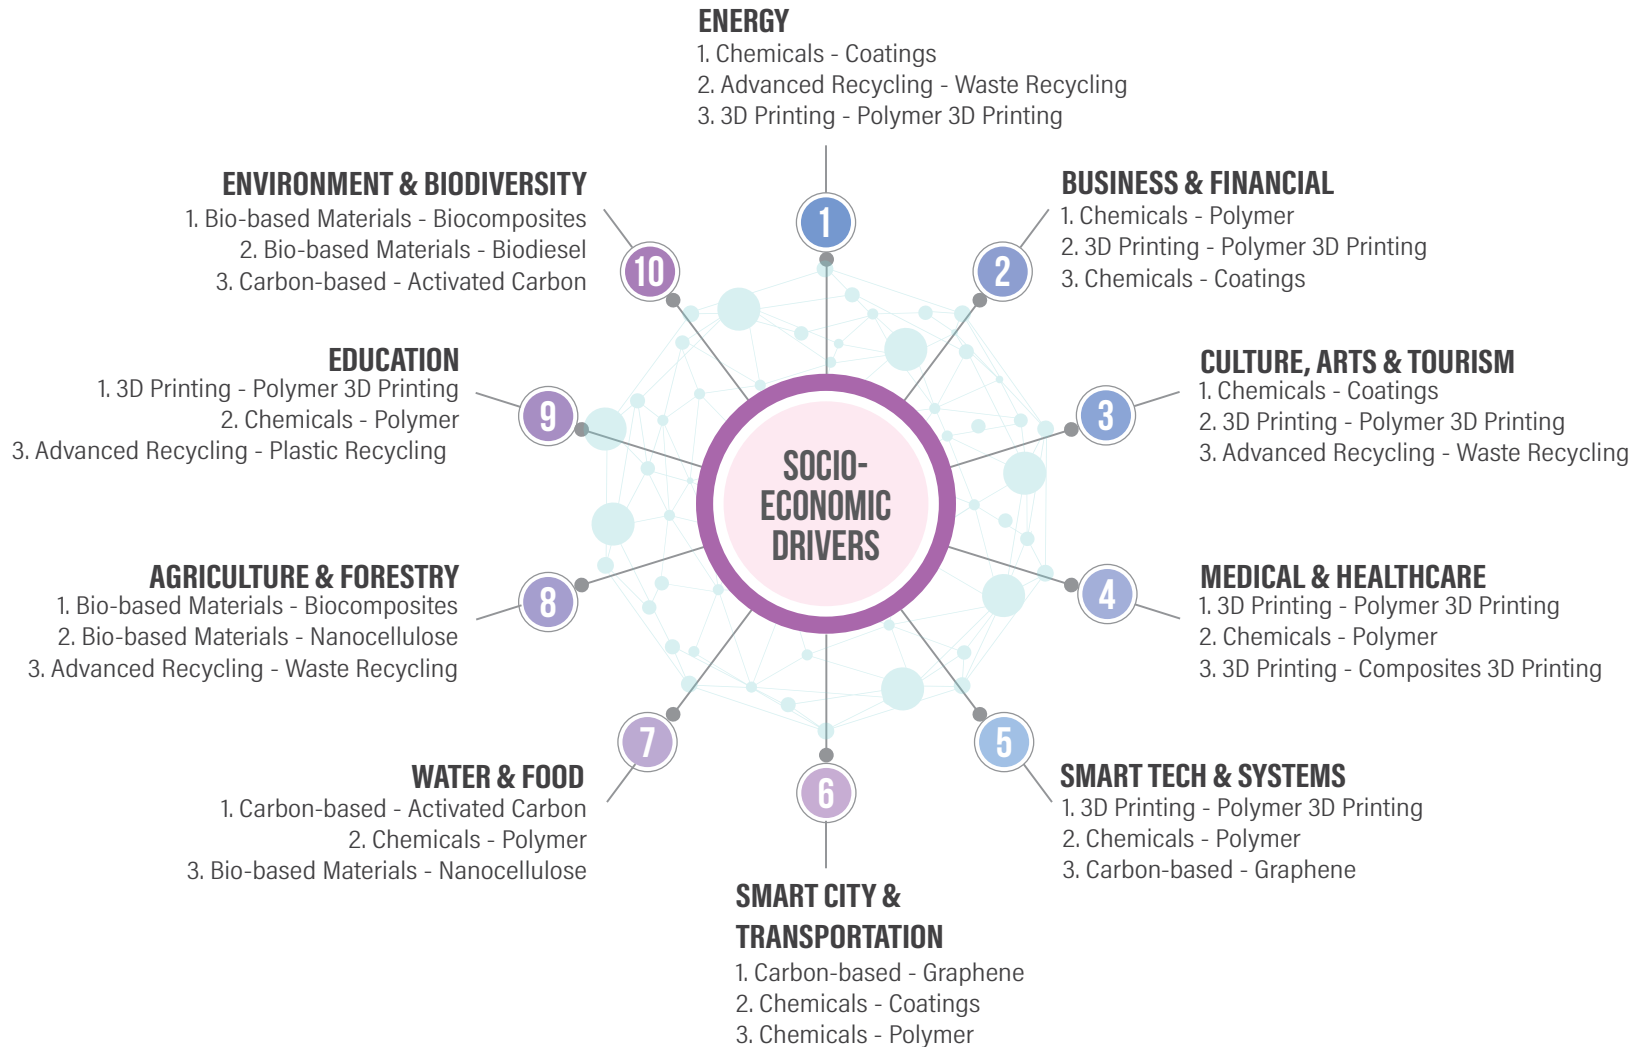 ENERGY
1. Chemicals - Coatings
2. Advanced Recycling - Waste Recycling
3. 3D Printing - Polymer 3D Printing
1
BUSINESS & FINANCIAL
1. Chemicals - Polymer
2. 3D Printing - Polymer 3D Printing
3. Chemicals - Coatings
2
CULTURE, ARTS & TOURISM
1. Chemicals - Coatings
2. 3D Printing - Polymer 3D Printing
3. Advanced Recycling - Waste Recycling
3
MEDICAL & HEALTHCARE
1. 3D Printing - Polymer 3D Printing
2. Chemicals - Polymer
3. 3D Printing - Composites 3D Printing
4
SMART TECH & SYSTEMS
1. 3D Printing - Polymer 3D Printing
2. Chemicals - Polymer
3. Carbon-based - Graphene
5
SMART CITY &
TRANSPORTATION
1. Carbon-based - Graphene
2. Chemicals - Coatings
3. Chemicals - Polymer
6
WATER & FOOD
1. Carbon-based - Activated Carbon
2. Chemicals - Polymer
3. Bio-based Materials - Nanocellulose
7
AGRICULTURE & FORESTRY
1. Bio-based Materials - Biocomposites
2. Bio-based Materials - Nanocellulose
3. Advanced Recycling - Waste Recycling
8
EDUCATION
1. 3D Printing - Polymer 3D Printing
2. Chemicals - Polymer
3. Advanced Recycling - Plastic Recycling
9
ENVIRONMENT & BIODIVERSITY
1. Bio-based Materials - Biocomposites
2. Bio-based Materials - Biodiesel
3. Carbon-based - Activated Carbon
10
SOCIO-
ECONOMIC
DRIVERS